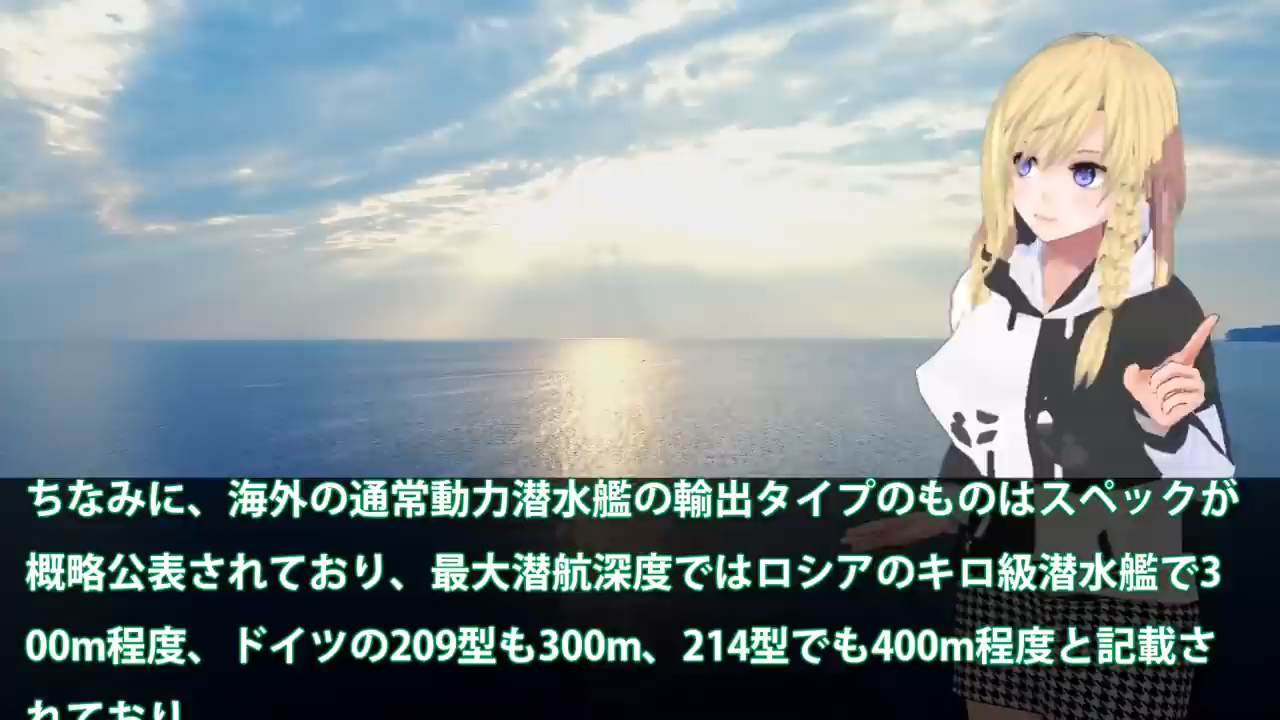 ちなみに、海外の通常動力潜水艦の輸出タイプのものはスペックが
概略公表されており、最大潜航深度ではロシアのキロ級潜水艦で3
00m程度、ドイツの209型も300m、214型でも400m程度と記載さ
れており